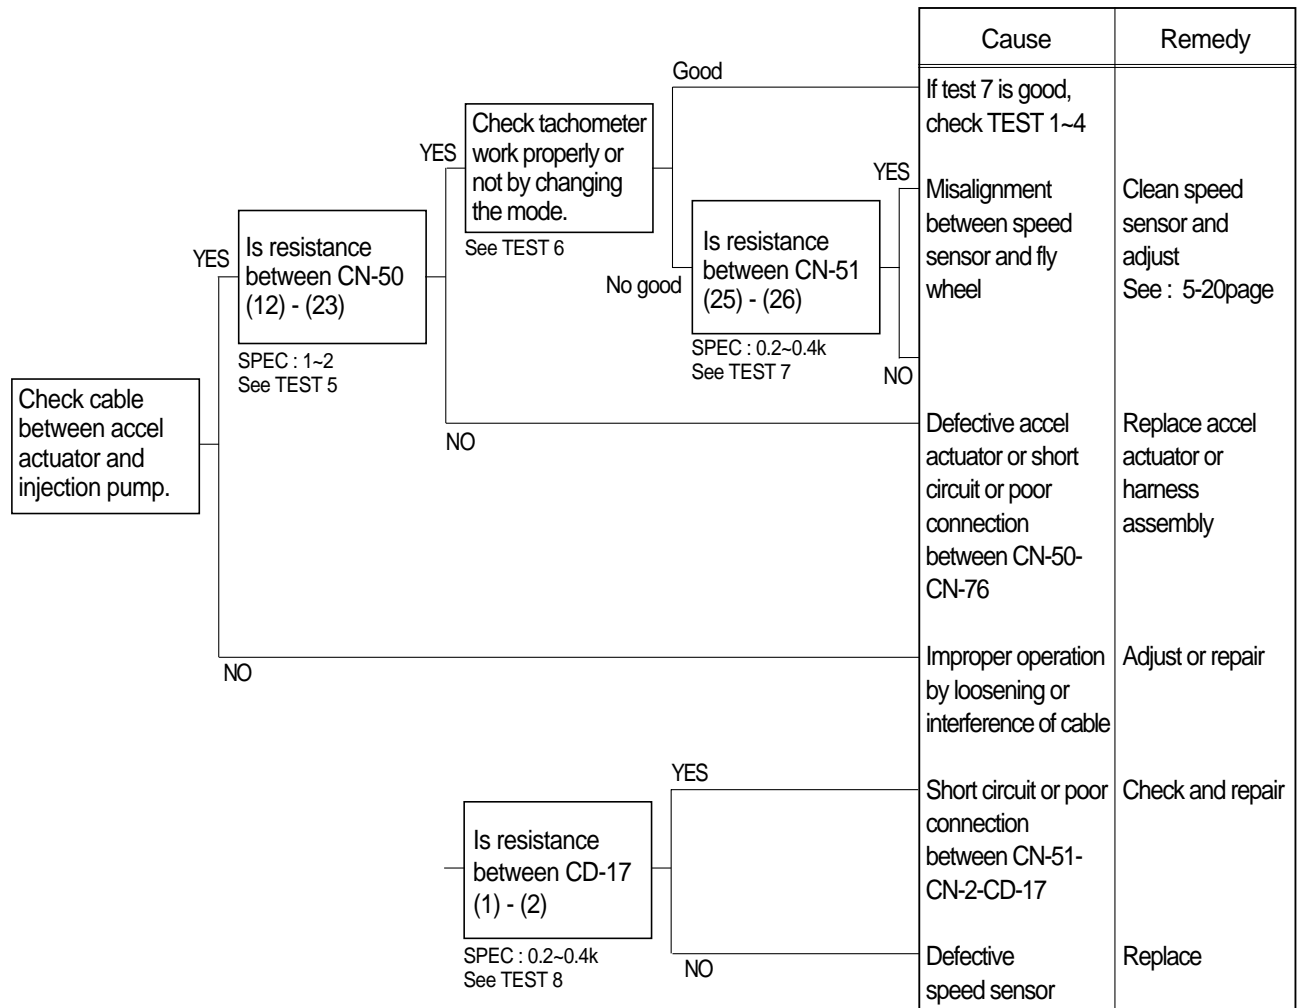 Cause
Remedy
Good
If test 7 is good,
check TEST 1~4
Check tachometer
work properly or
not by changing
the mode.
YES
See TEST 6
YES
Misalignment
between speed
sensor and fly
wheel
Clean speed
sensor and
adjust
See : 5-20page
Is resistance
between CN-51
(25) - (26)
No good
SPEC : 0.2~0.4k
See TEST 7
NO
YES
Is resistance
between CN-50
(12) - (23)
SPEC : 1~2
See TEST 5
Check cable
between accel
actuator and
injection pump.
NO
Defective accel
actuator or short
circuit or poor
connection
between CN-50-
CN-76
Replace accel
actuator or
harness
assembly
NO
Improper operation
by loosening or
interference of cable
Adjust or repair
YES
Short circuit or poor
connection
between CN-51-
CN-2-CD-17
Check and repair
Is resistance
between CD-17
(1) - (2)
SPEC : 0.2~0.4k
See TEST 8
NO
Defective
speed sensor
Replace